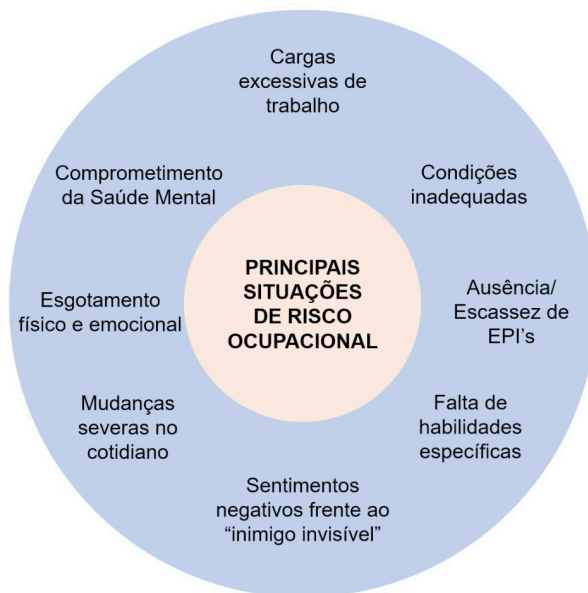 Cargas
excessivas de
trabalho
Condições
inadequadas
Ausência/
Escassez de
EPI’s
Falta de
habilidades
específicas
Sentimentos
negativos frente ao
“inimigo invisível”
Mudanças
severas no
cotidiano
Esgotamento
físico e emocional
Comprometimento
da Saúde Mental
PRINCIPAIS
SITUAÇÕES
DE RISCO
OCUPACIONAL